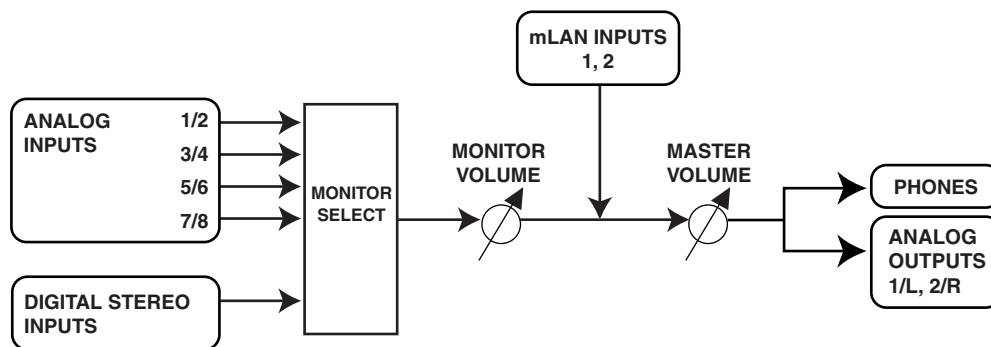 mLAN INPUTS
1, 2
ANALOG
INPUTS
1/2
3/4
5/6
7/8
MONITOR
SELECT
MONITOR
VOLUME
MASTER
VOLUME
PHONES
ANALOG
OUTPUTS
1/L, 2/R
DIGITAL STEREO
INPUTS